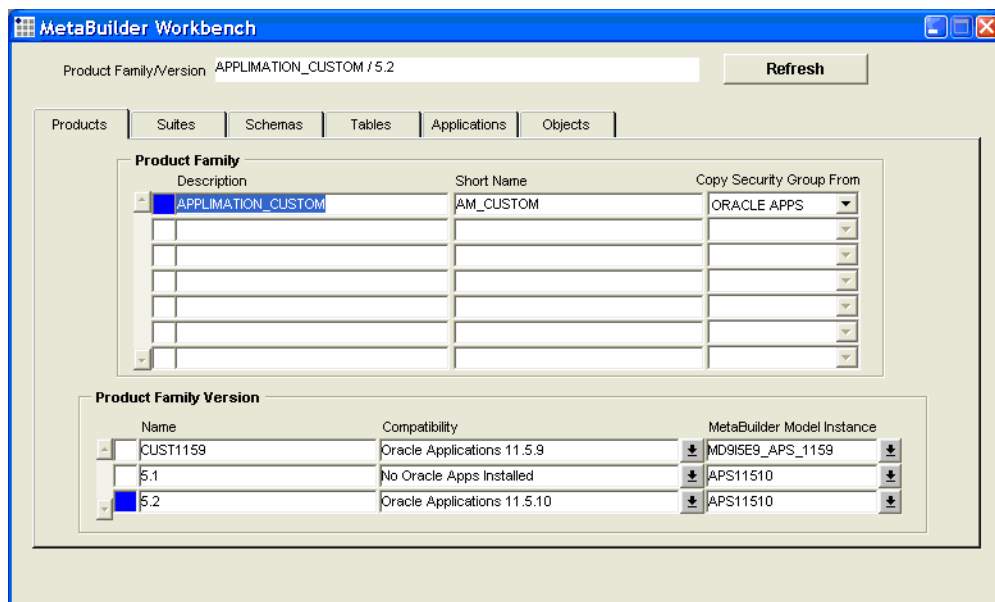 MetaBuilder Workbench
Product Family/Version APPLIMATION_CUSTOM / 5.2 Refresh
Products Suites Schemas Tables Applications Objects
Product Family
Description Short Name Copy Security Group From
APPLIMATION_CUSTOM AM_CUSTOM ORACLE APPS
Product Family Version
Name Compatibility MetaBuilder Model Instance
CUST1159 Oracle Applications 11.5.9 MD9I5E9_APS_1159
5.1 No Oracle Apps Installed APS11510
5.2 Oracle Applications 11.5.10 APS11510